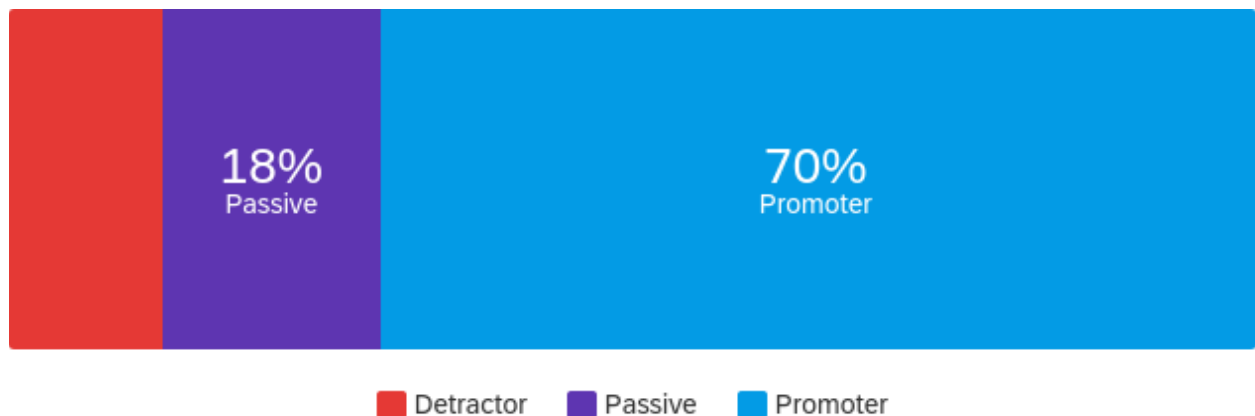 18%
Passive
70%
Promoter
Detractor Passive Promoter